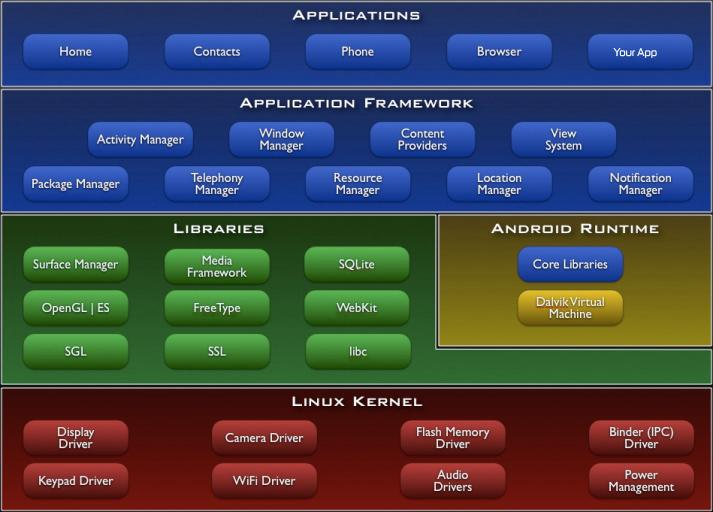 APPLICATIONS
Home
Contacts
Phone
Browser
Your App
APPLICATION FRAMEWORK
Activity Manager
Window
Manager
Content
Providers
View
System
Package Manager
Telephony
Manager
Resource
Manager
Location
Manager
Notification
Manager
LIBRARIES
Surface Manager
Media
Framework
SQLite
OpenGL | ES
FreeType
WebKit
SGL
SSL
libc
ANDROID RUNTIME
Core Libraries
Dalvik Virtual
Machine
LINUX KERNEL
Display
Driver
Camera Driver
Flash Memory
Driver
Binder (IPC)
Driver
Keypad Driver
WiFi Driver
Audio
Drivers
Power
Management